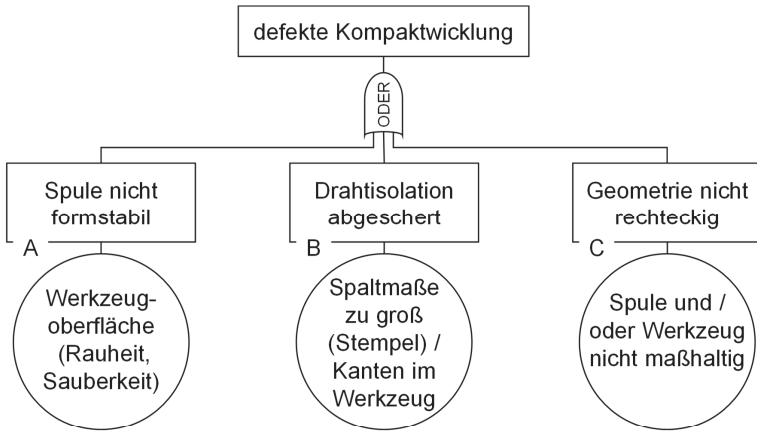 defekte Kompaktwicklung
ODER
Spule nicht
formstabil
A
Drahtisolation
abgeschert
B
Geometrie nicht
rechteckig
C
Werkzeug-
oberfläche
(Rauheit,
Sauberkeit)
Spaltmaße
zu groß
(Stempel) /
Kanten im
Werkzeug
Spule und /
oder Werkzeug
nicht maßhaltig